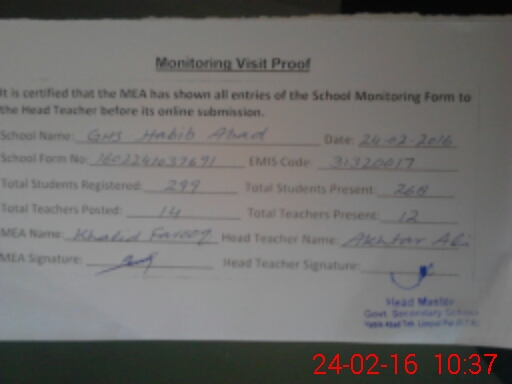 Monitoring Visit Proof
It is certified that the MEA has shown all entries of the School Monitoring Form to
the Head Teacher before its online submission.
School Name: GHS Habib Abad Date: 24-02-2016
School Form No: 1602241037691 EMIS Code: 31320017
Total Students Registered: 299 Total Students Present: 268
Total Teachers Posted: 14 Total Teachers Present: 12
MEA Name: Khalid Farooq Head Teacher Name: Akhtar Ali
MEA Signature: Head Teacher Signature:
Head Master
Govt. Secondary School
Habib Abad Teh.
24-02-16 10:37